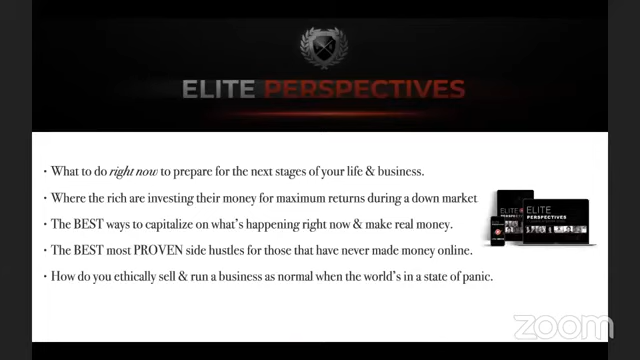 ELITE PERSPECTIVES
• What to do right now to prepare for the next stages of your life & business.
• Where the rich are investing their money for maximum returns during a down market
• The BEST ways to capitalize on what's happening right now & make real money.
• The BEST most PROVEN side hustles for those that have never made money online.
• How do you ethically sell & run a business as normal when the world's in a state of panic.
ELITE
PERSPECTIVES
zoom